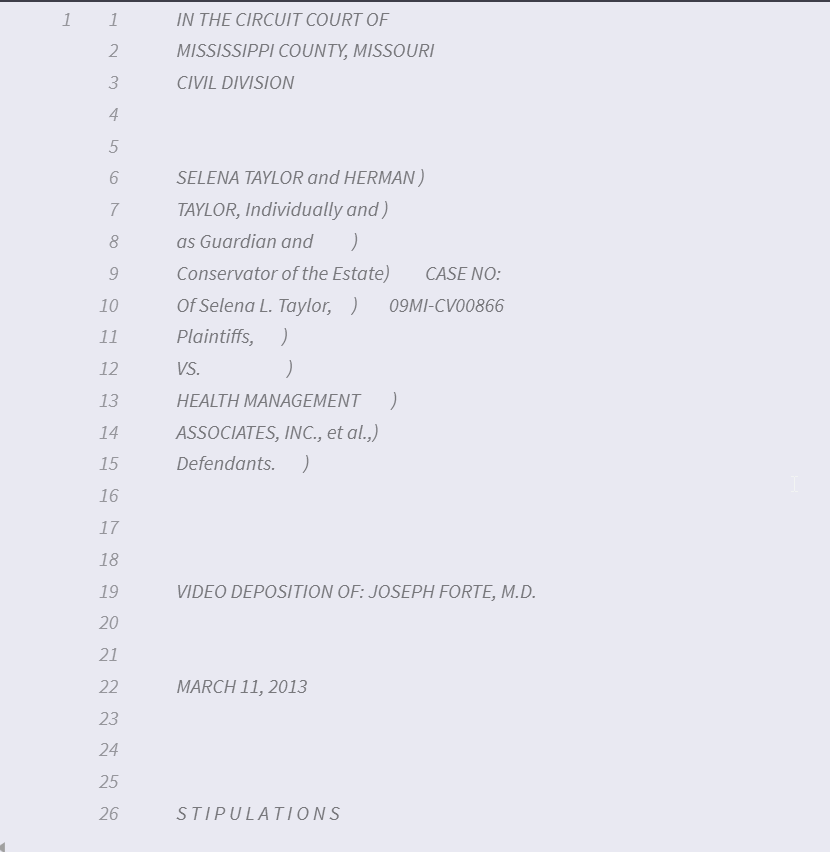 1 1 IN THE CIRCUIT COURT OF
2 MISSISSIPPI COUNTY, MISSOURI
3 CIVIL DIVISION
4
5
6 SELENA TAYLOR and HERMAN )
7 TAYLOR, Individually and )
8 as Guardian and )
9 Conservator of the Estate) CASE NO:
10 Of Selena L. Taylor, ) 09MI-CV00866
11 Plaintiffs, )
12 VS. )
13 HEALTH MANAGEMENT )
14 ASSOCIATES, INC., et al.,)
15 Defendants. )
16
17
18
19 VIDEO DEPOSITION OF: JOSEPH FORTE, M.D.
20
21
22 MARCH 11, 2013
23
24
25
26 S T I P U L A T I O N S